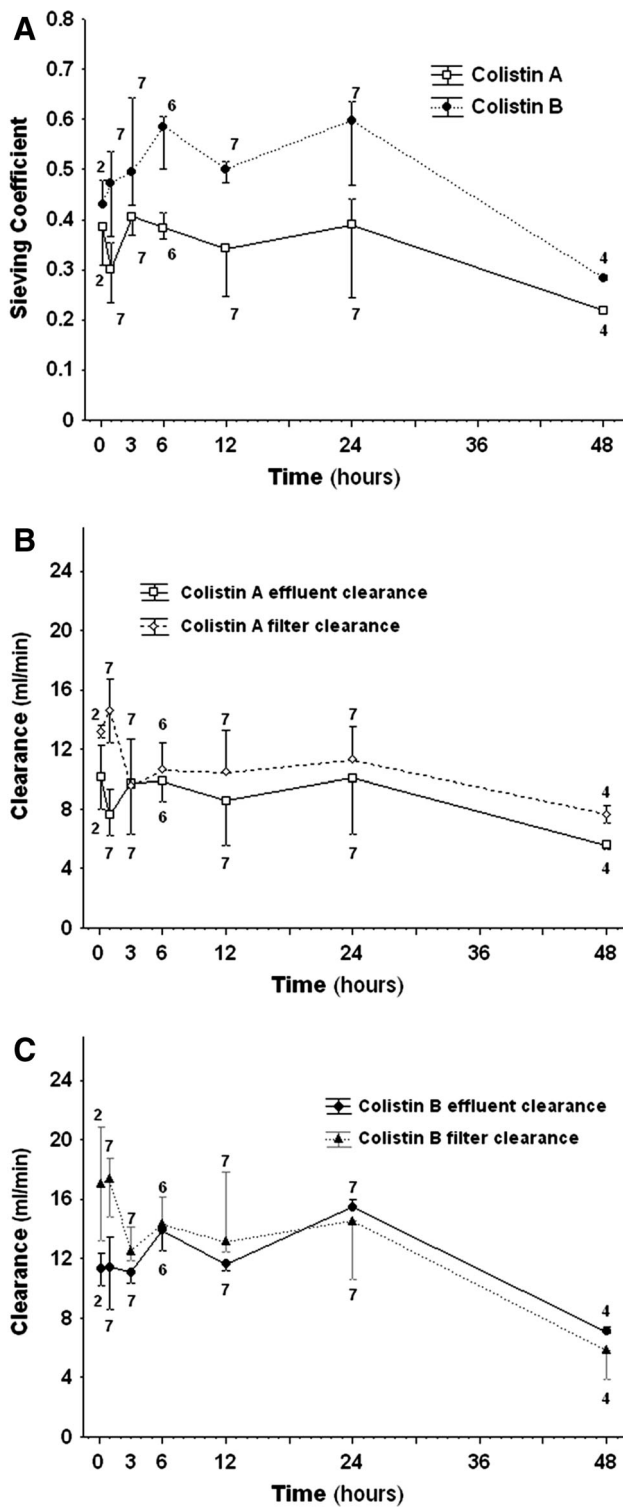 A
0.8
0.7
0.6
0.5
0.4
0.3
0.2
0.1
0
Sieving Coefficient
Colistin A
Colistin B
2 7 7 6 7 7 4
2 7 7 6 7 7 4
0 3 6 12 24 36 48
Time (hours)
B
24
20
16
12
8
4
0
Clearance (ml/min)
Colistin A effluent clearance
Colistin A filter clearance
2 7 7 6 7 7 4
2 7 7 6 7 7 4
0 3 6 12 24 36 48
Time (hours)
C
24
20
16
12
8
4
0
Clearance (ml/min)
Colistin B effluent clearance
Colistin B filter clearance
2 7 7 6 7 7 4
2 7 7 6 7 7 4
0 3 6 12 24 36 48
Time (hours)